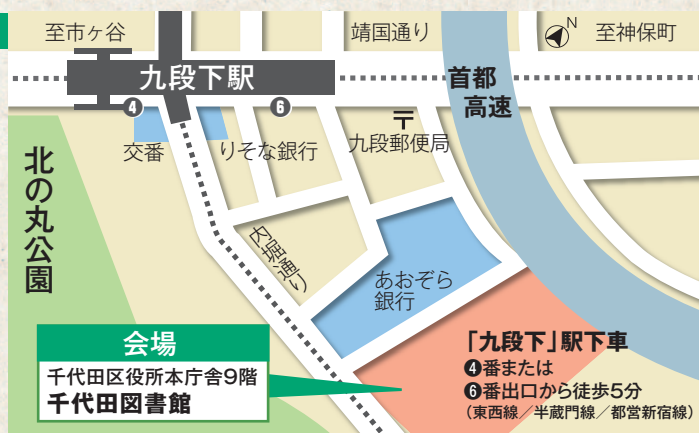 至市ヶ谷
靖国通り
N
至神保町
九段下駅
首都
高速
❹
❻
〒
交番
りそな銀行
九段郵便局
北の丸公園
内堀通り
あおぞら
銀行
会場
千代田区役所本庁舎9階
千代田図書館
「九段下」駅下車
❹番または
❻番出口から徒歩5分
（東西線／半蔵門線／都営新宿線）